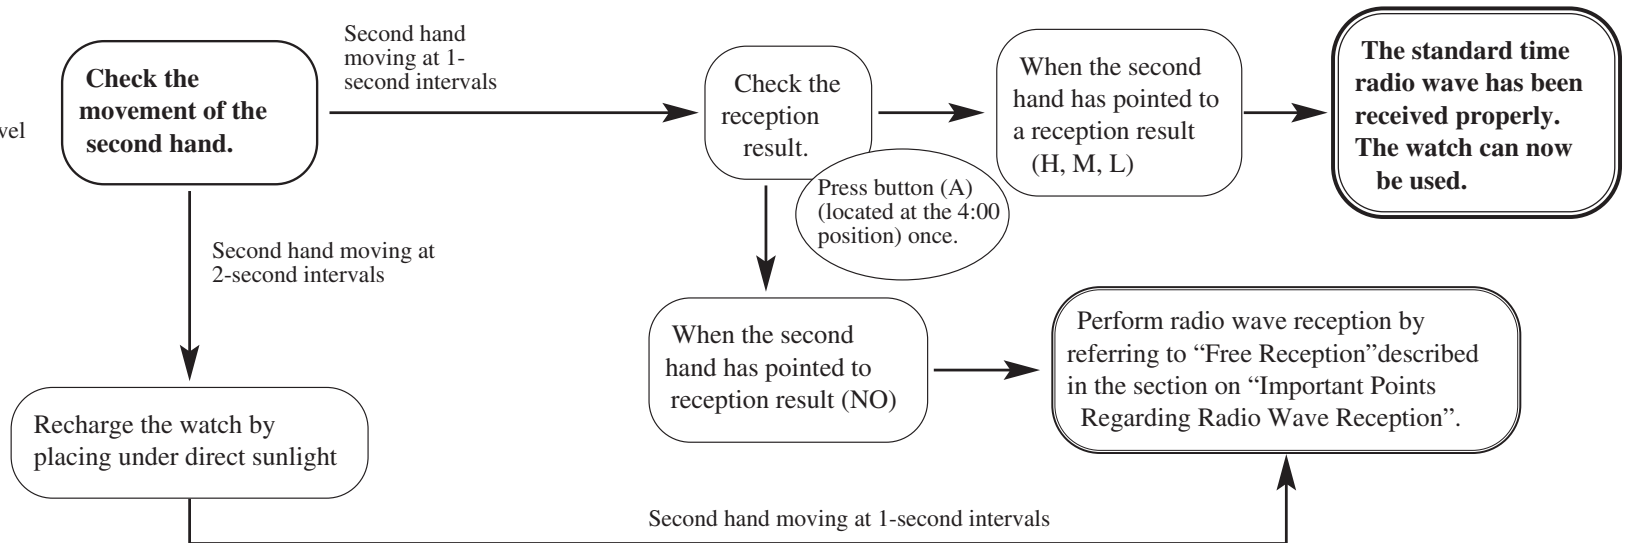 vel
Check the
movement of the
second hand.
Second hand
moving at 1-
second intervals
Check the
reception
result.
Press button (A)
(located at the 4:00
position) once.
When the second
hand has pointed to
a reception result
(H, M, L)
The standard time
radio wave has been
received properly.
The watch can now
be used.
Second hand moving at
2-second intervals
When the second
hand has pointed to
reception result (NO)
Perform radio wave reception by
referring to “Free Reception”described
in the section on “Important Points
Regarding Radio Wave Reception”.
Recharge the watch by
placing under direct sunlight
Second hand moving at 1-second intervals